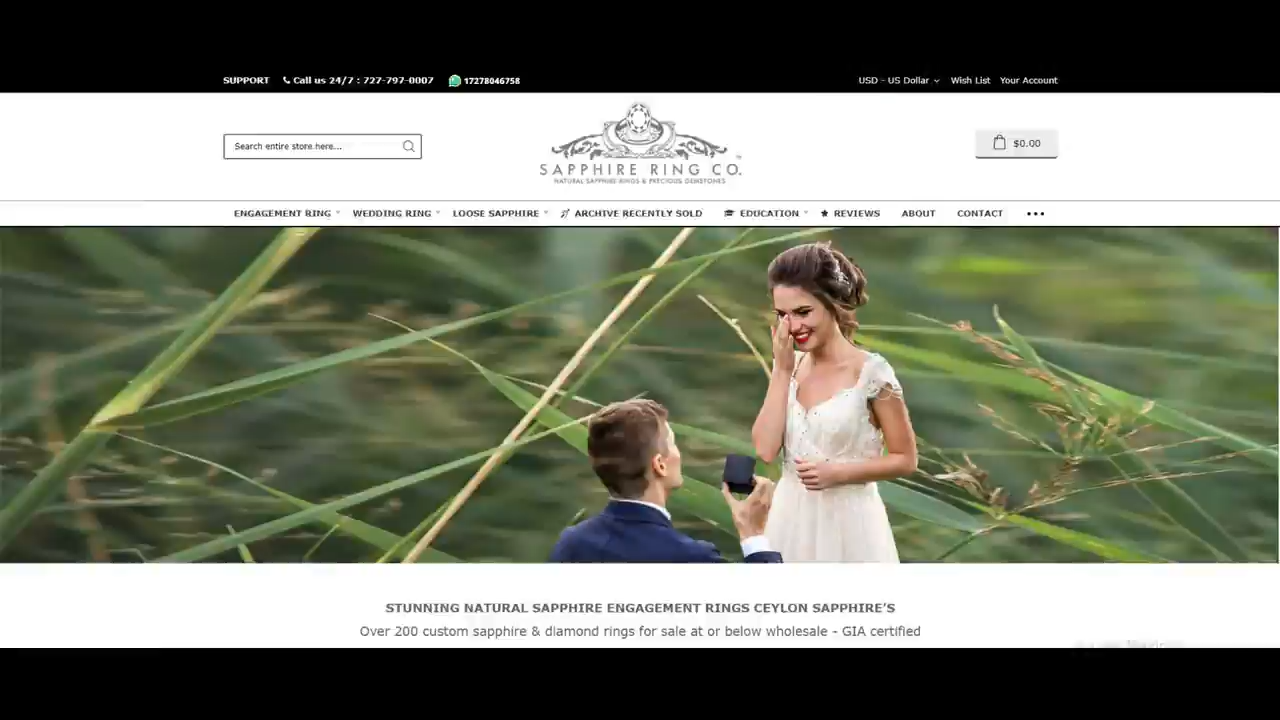 SUPPORT Call us 24/7 : 727-797-0007 17278046758 USD - US Dollar Wish List Your Account
Search entire store here... $0.00
SAPPHIRE RING CO.
NATURAL SAPPHIRE RINGS & PRECIOUS GEMSTONES
ENGAGEMENT RING WEDDING RING LOOSE SAPPHIRE ARCHIVE RECENTLY SOLD EDUCATION REVIEWS ABOUT CONTACT
STUNNING NATURAL SAPPHIRE ENGAGEMENT RINGS CEYLON SAPPHIRE'S
Over 200 custom sapphire & diamond rings for sale at or below wholesale - GIA certified